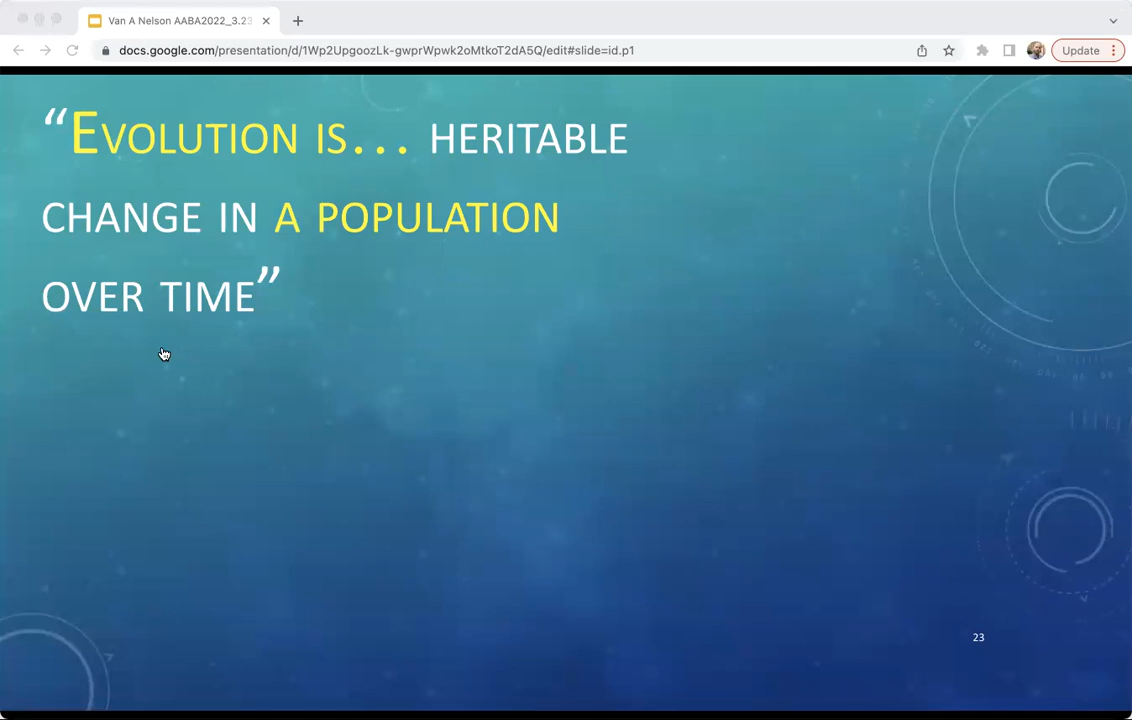 Van A Nelson AABA2022_3.23
docs.google.com/presentation/d/1Wp2UpgoozLk-gwprWpwk2oMtkoT2dA5Q/edit#slide=id.p1
Update
“EVOLUTION IS... HERITABLE
CHANGE IN A POPULATION
OVER TIME”
23